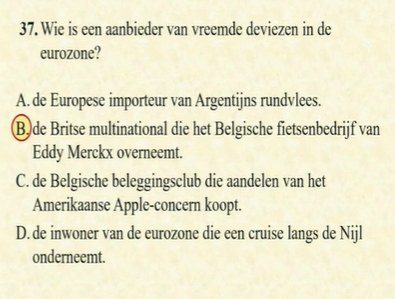 37. Wie is een aanbieder van vreemde deviezen in de
eurozone?
A. de Europese importeur van Argentijns rundvlees.
B. de Britse multinational die het Belgische fietsenbedrijf van
Eddy Merckx overneemt.
C. de Belgische beleggingsclub die aandelen van het
Amerikaanse Apple-concern koopt.
D. de inwoner van de eurozone die een cruise langs de Nijl
onderneemt.